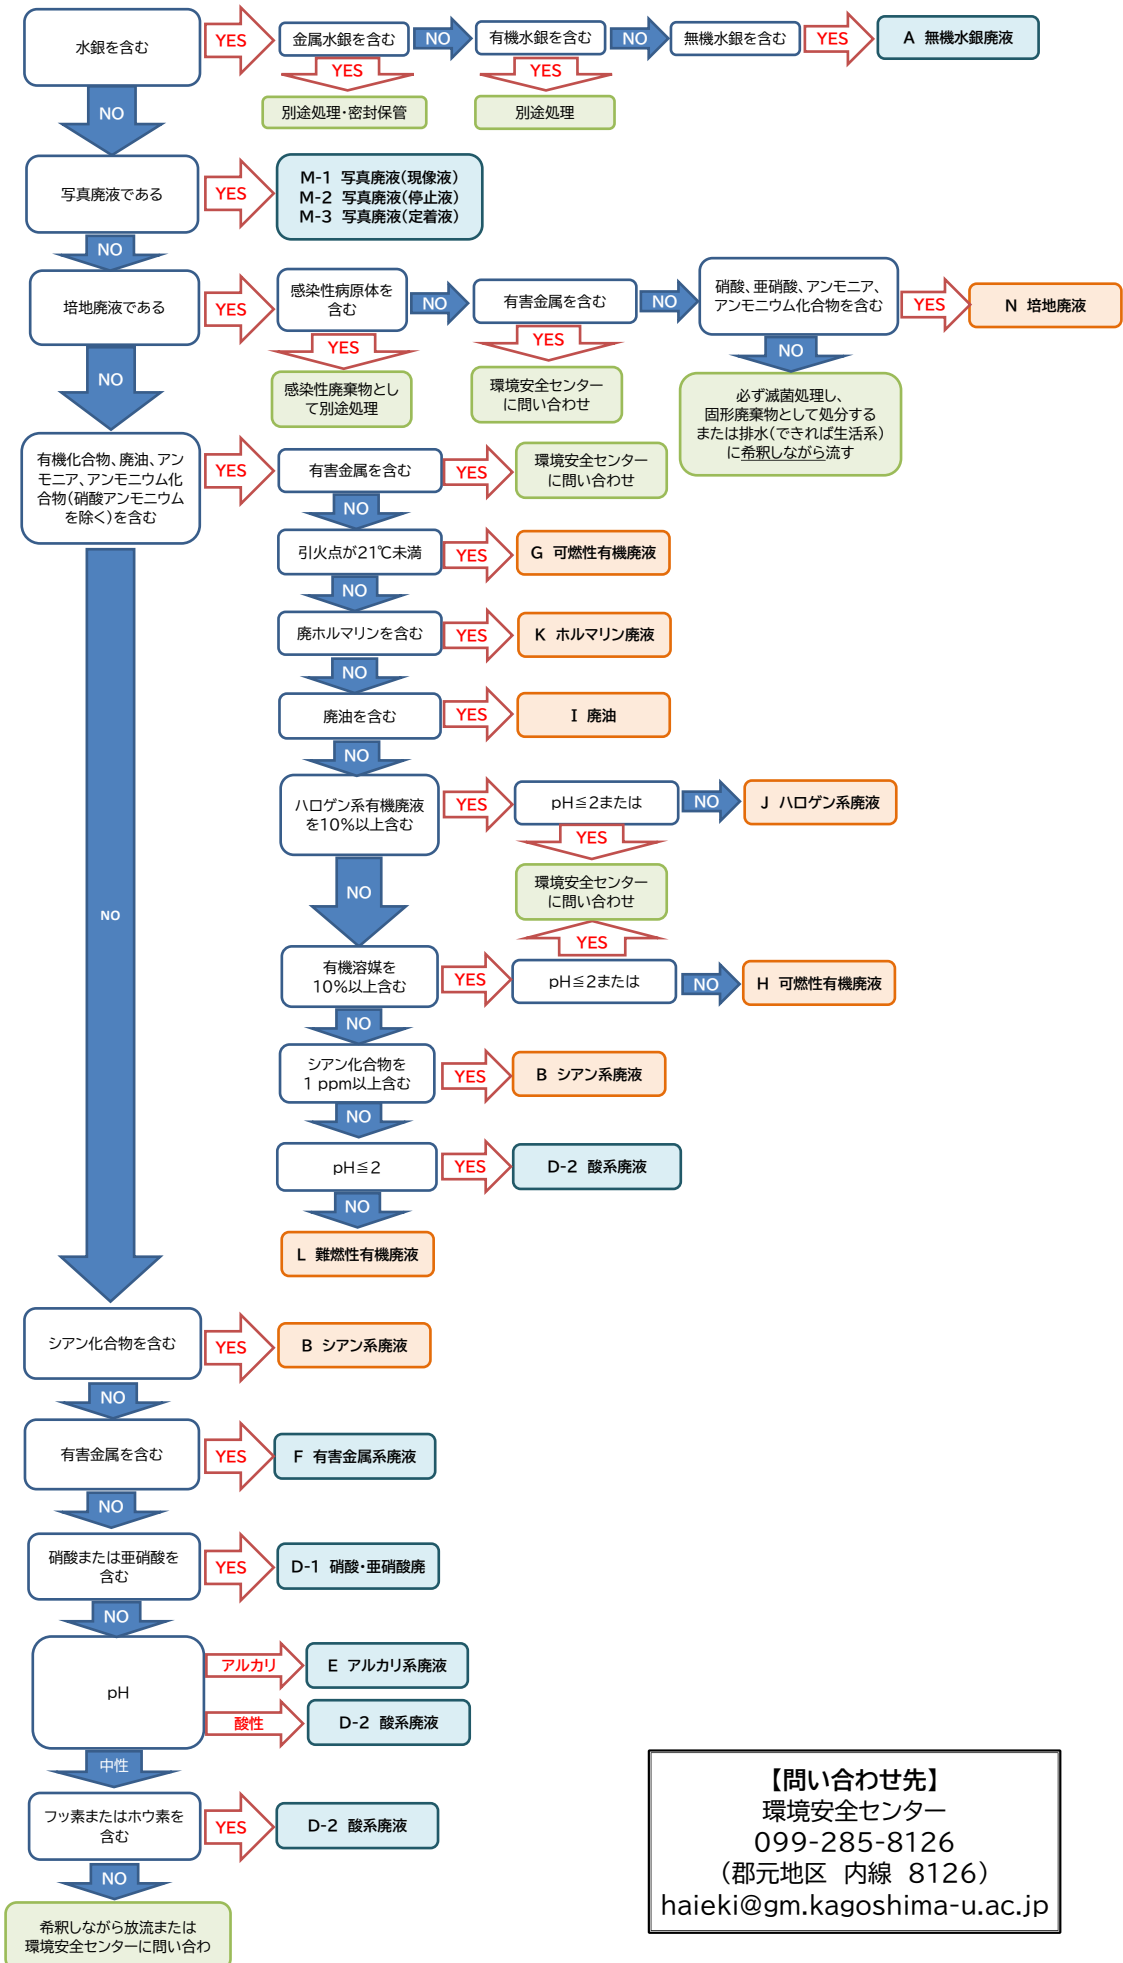 水銀を含む
YES
金属水銀を含む
NO
有機水銀を含む
NO
無機水銀を含む
YES
A 無機水銀廃液
YES
YES
別途処理・密封保管
別途処理
NO
写真廃液である
YES
M-1 写真廃液(現像液)
M-2 写真廃液(停止液)
M-3 写真廃液(定着液)
NO
培地廃液である
YES
感染性病原体を
含む
NO
有害金属を含む
NO
硝酸、亜硝酸、アンモニア、
アンモニウム化合物を含む
YES
N 培地廃液
YES
YES
NO
感染性廃棄物とし
て別途処理
環境安全センター
に問い合わせ
必ず滅菌処理し、
固形廃棄物として処分する
または排水(できれば生活系)
に希釈しながら流す
NO
有機化合物、廃油、アン
モニア、アンモニウム化
合物(硝酸アンモニウム
を除く)を含む
YES
有害金属を含む
YES
環境安全センター
に問い合わせ
NO
引火点が21℃未満
YES
G 可燃性有機廃液
NO
廃ホルマリンを含む
YES
K ホルマリン廃液
NO
廃油を含む
YES
I 廃油
NO
ハロゲン系有機廃液
を10%以上含む
YES
pH≦2または
NO
J ハロゲン系廃液
YES
環境安全センター
に問い合わせ
NO
NO
YES
有機溶媒を
10%以上含む
YES
pH≦2または
NO
H 可燃性有機廃液
NO
シアン化合物を
1 ppm以上含む
YES
B シアン系廃液
NO
pH≦2
YES
D-2 酸系廃液
NO
L 難燃性有機廃液
シアン化合物を含む
YES
B シアン系廃液
NO
有害金属を含む
YES
F 有害金属系廃液
NO
硝酸または亜硝酸を
含む
YES
D-1 硝酸・亜硝酸廃
NO
pH
アルカリ
E アルカリ系廃液
酸性
D-2 酸系廃液
中性
フッ素またはホウ素を
含む
YES
D-2 酸系廃液
NO
希釈しながら放流または
環境安全センターに問い合わ
【問い合わせ先】
環境安全センター
099-285-8126
(郡元地区 内線 8126)
haieki@gm.kagoshima-u.ac.jp